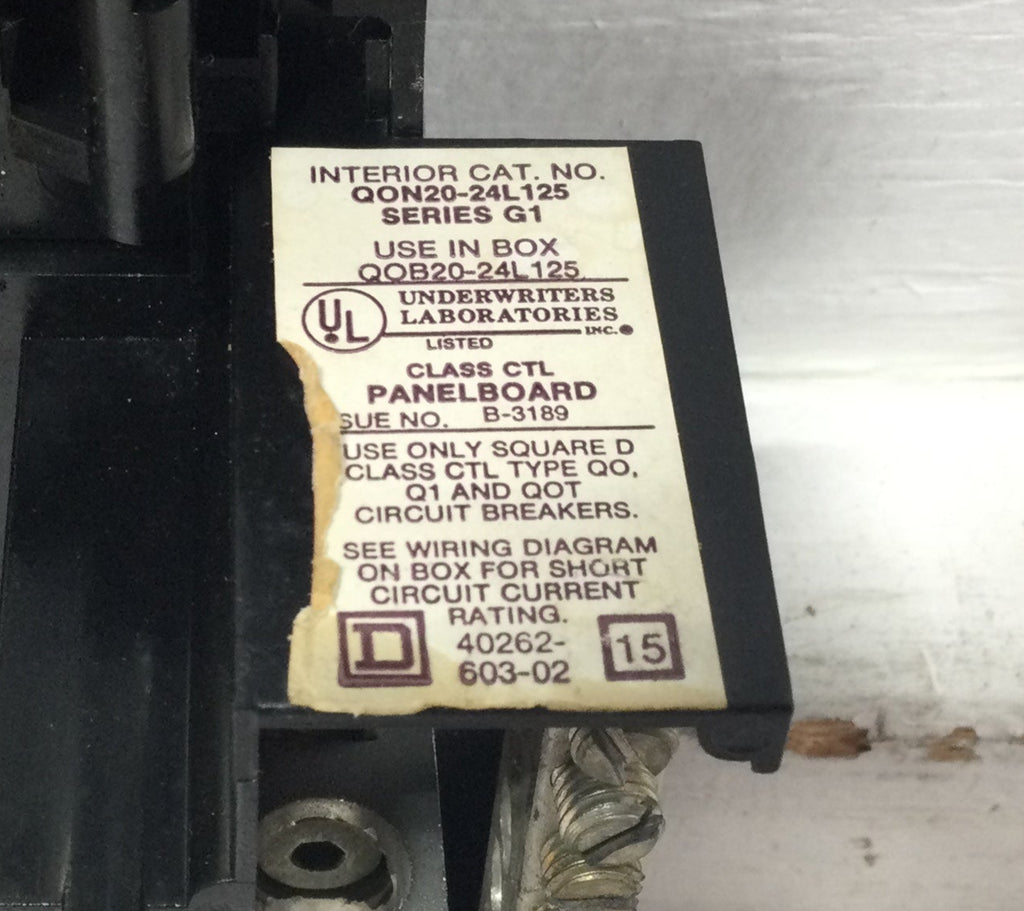 INTERIOR CAT. NO.
QON20-24L125
SERIES G1
USE IN BOX
QOB20-24L125
UL
UNDERWRITERS
LABORATORIES
INC.®
LISTED
CLASS CTL
PANELBOARD
SUE NO. B-3189
USE ONLY SQUARE D
CLASS CTL TYPE QO,
Q1 AND QOT
CIRCUIT BREAKERS.
SEE WIRING DIAGRAM
ON BOX FOR SHORT
CIRCUIT CURRENT
RATING.
D
40262-
603-02
15